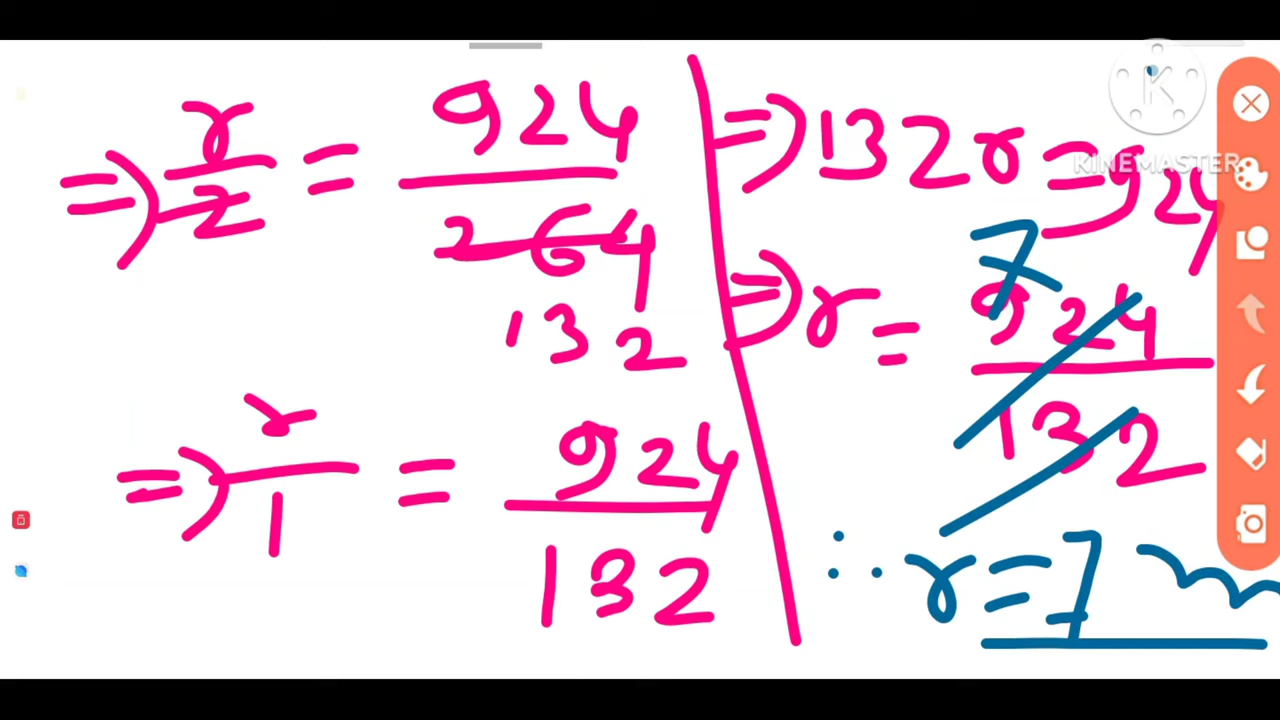 ⇒ r/2 = 924/264
132
⇒ r/1 = 924/132
⇒ 132r = 924
7
⇒ r = 924/132
∴ r = 7
K
KINEMASTER